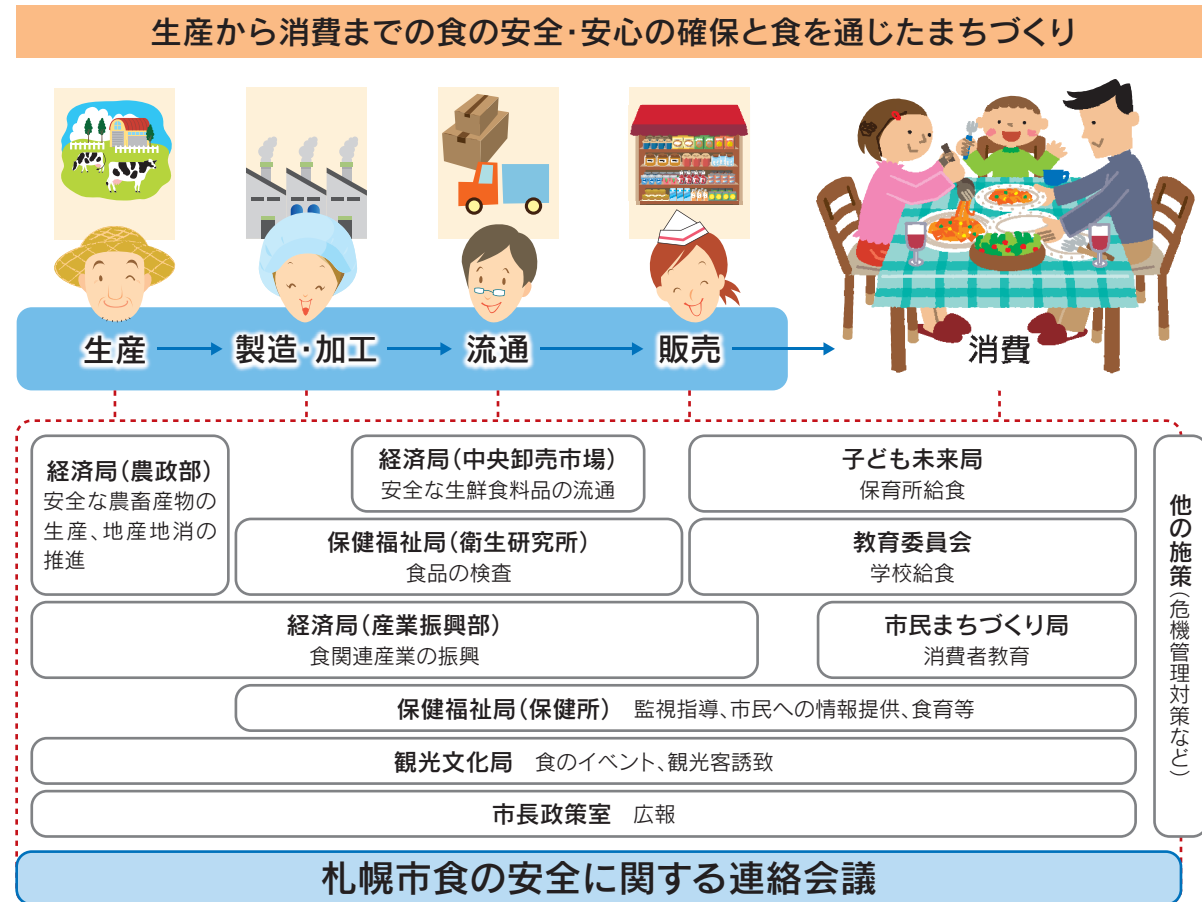 生産から消費までの食の安全･安心の確保と食を通じたまちづくり
生産
製造･加工
流通
販売
消費
経済局(農政部)
安全な農畜産物の
生産、地産地消の
推進
経済局(中央卸売市場)
安全な生鮮食料品の流通
子ども未来局
保育所給食
保健福祉局(衛生研究所)
食品の検査
教育委員会
学校給食
経済局(産業振興部)
食関連産業の振興
市民まちづくり局
消費者教育
保健福祉局(保健所) 監視指導、市民への情報提供、食育等
観光文化局 食のイベント、観光客誘致
市長政策室 広報
他の施策(危機管理対策など)
札幌市食の安全に関する連絡会議